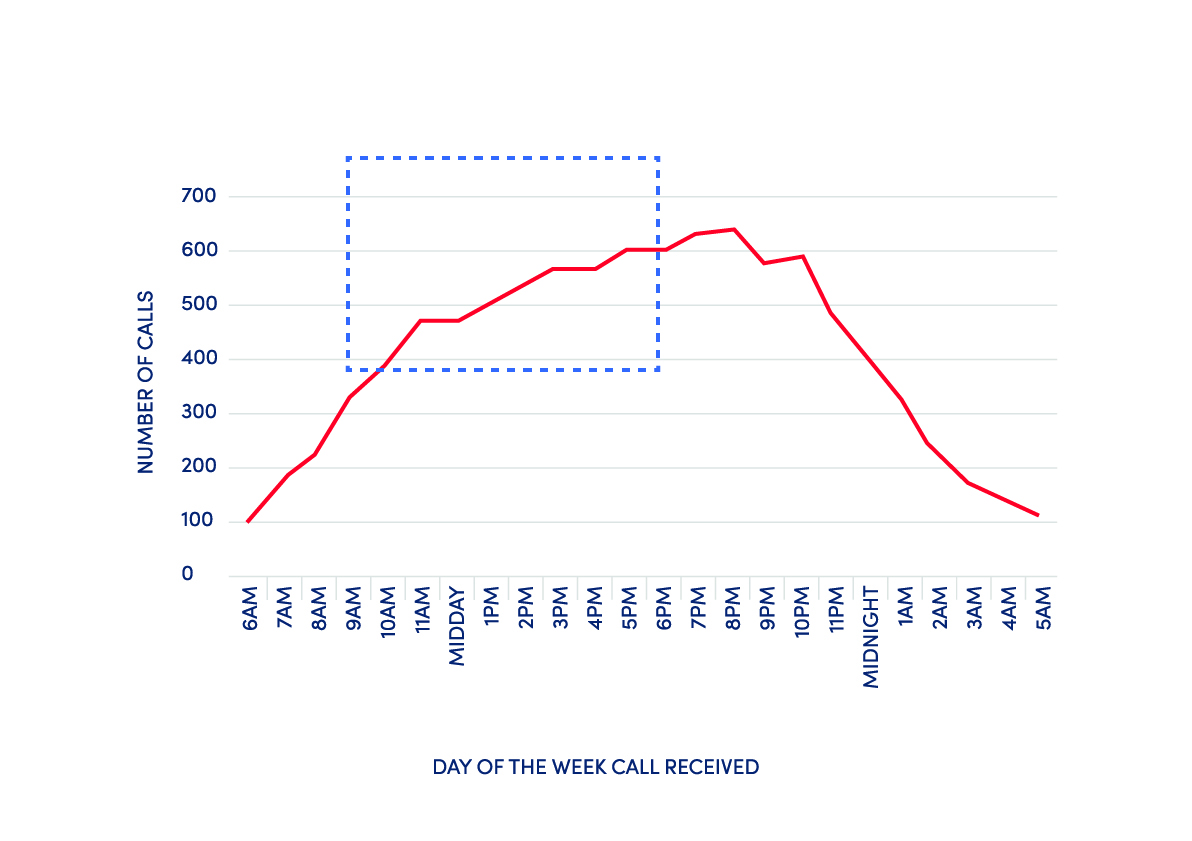 700
600
500
400
300
200
100
0
NUMBER OF CALLS
6AM
7AM
8AM
9AM
10AM
11AM
MIDDAY
1PM
2PM
3PM
4PM
5PM
6PM
7PM
8PM
9PM
10PM
11PM
MIDNIGHT
1AM
2AM
3AM
4AM
5AM
DAY OF THE WEEK CALL RECEIVED